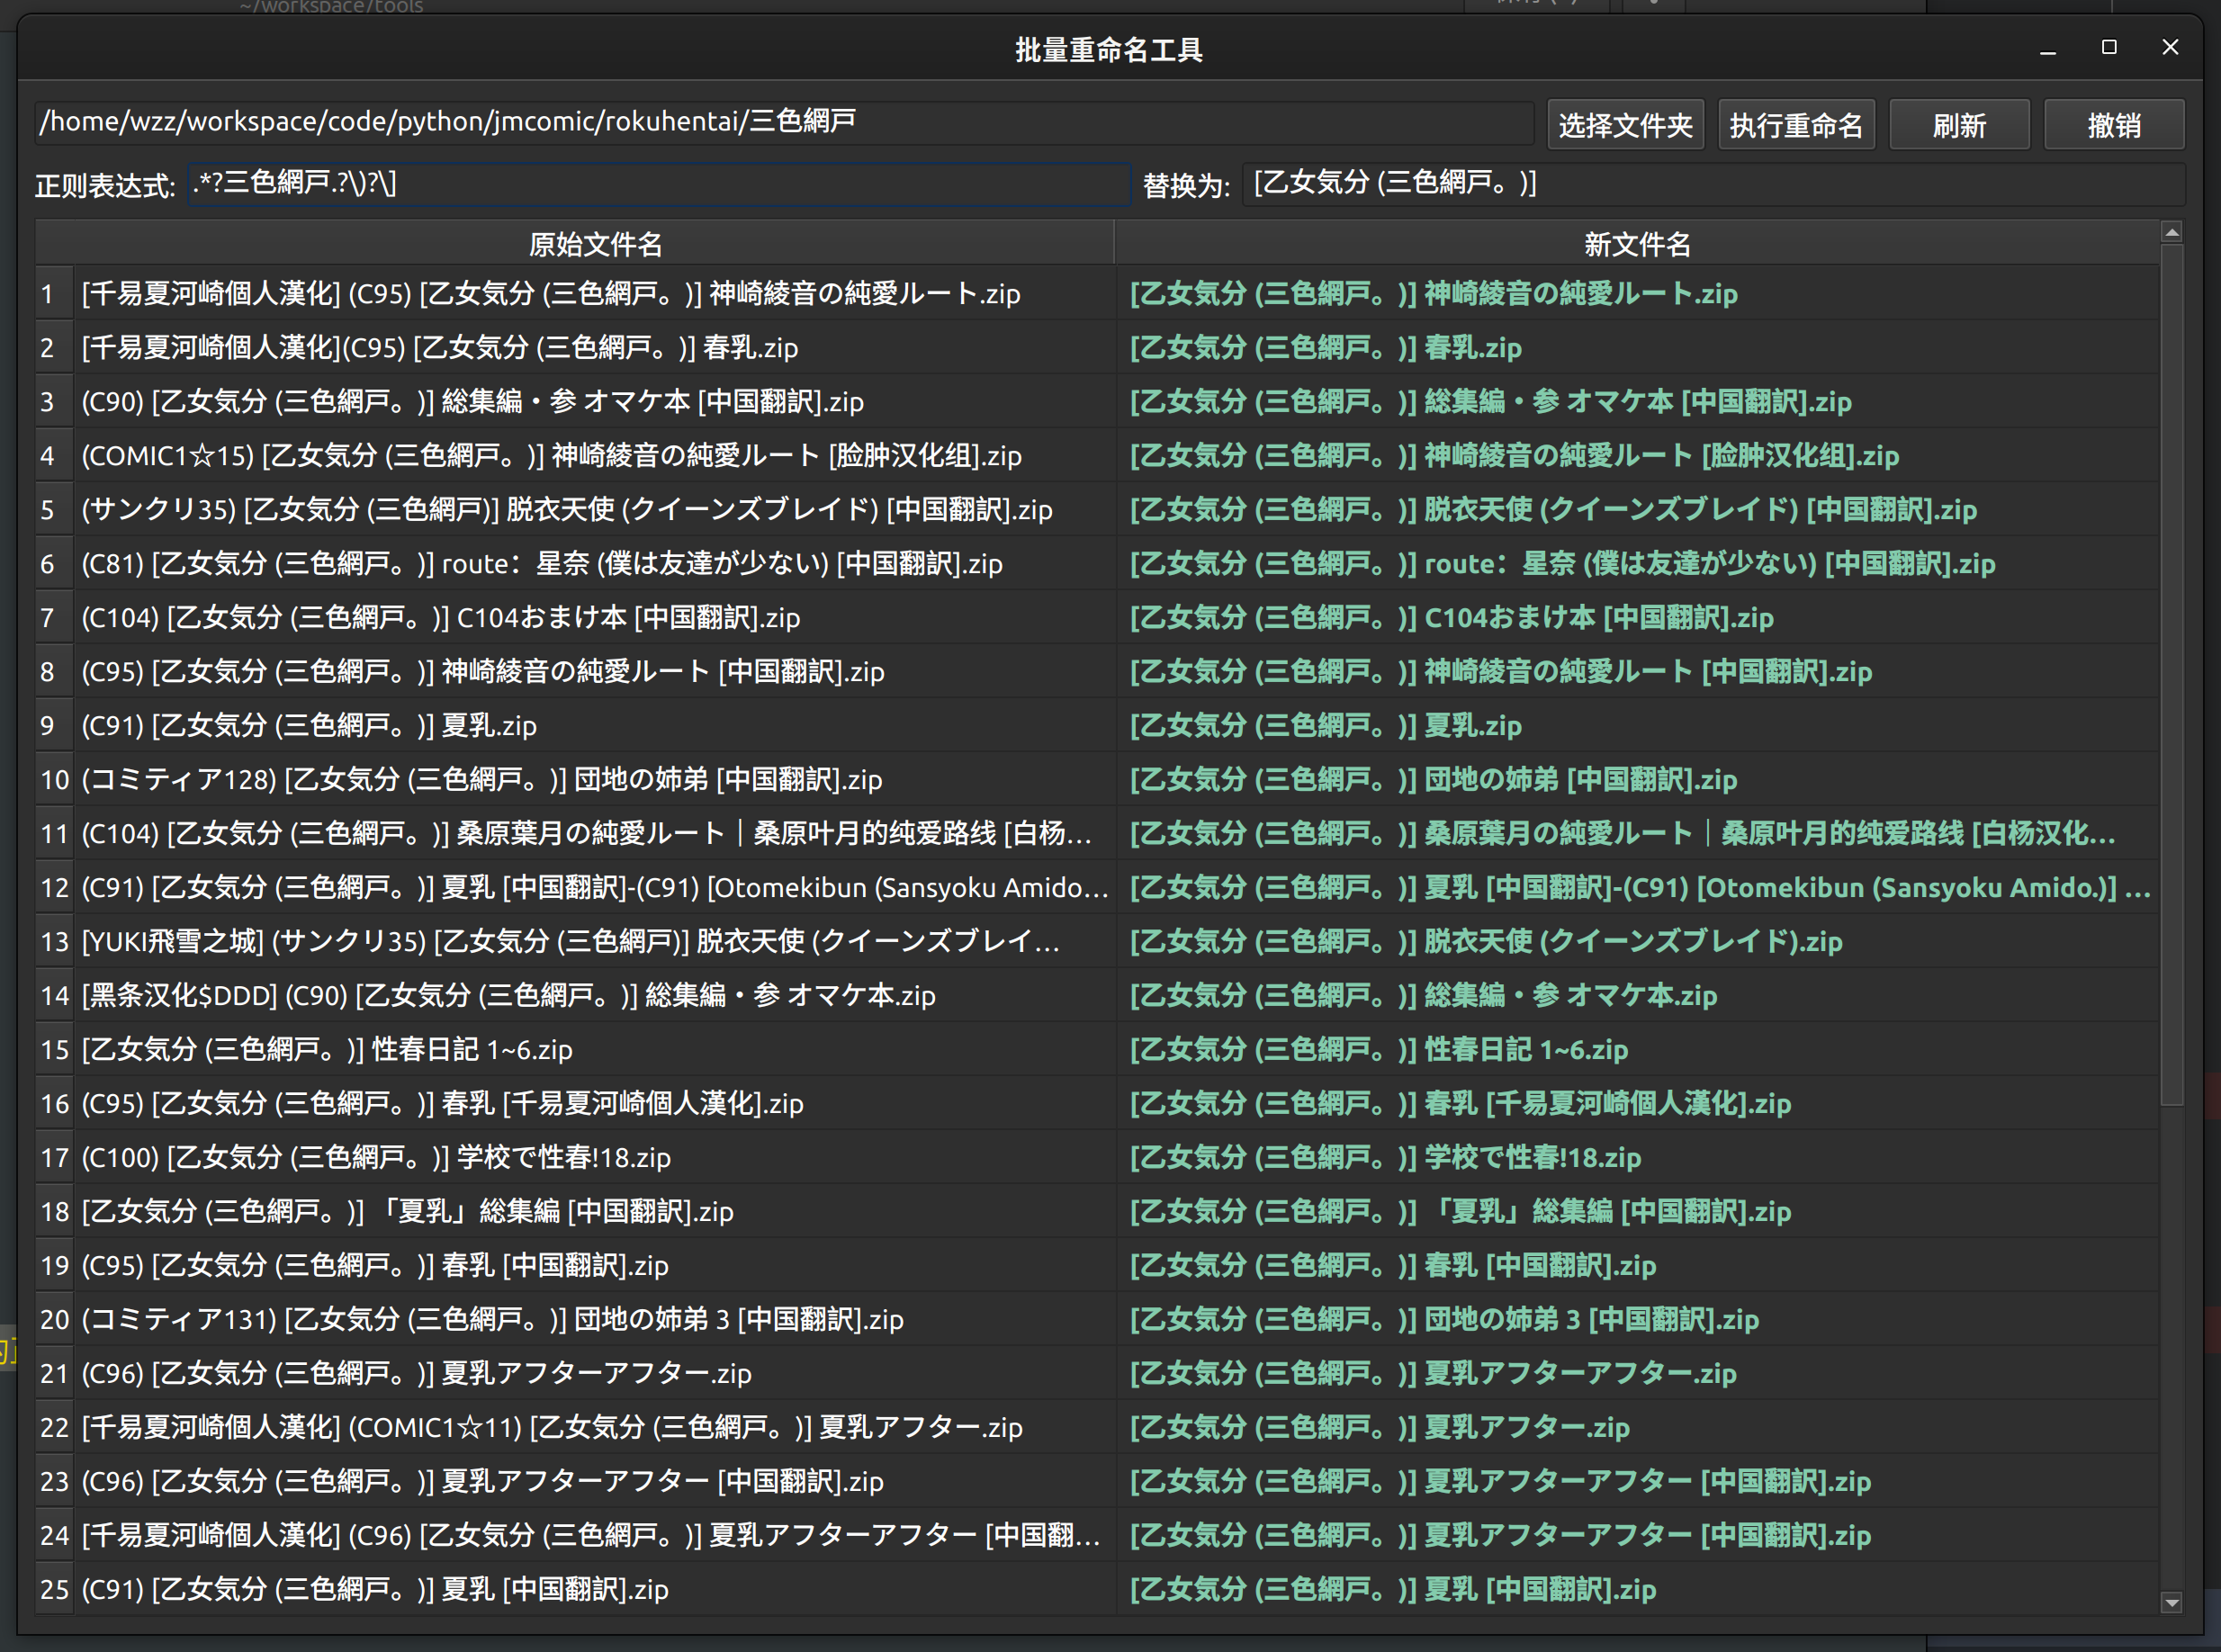 ~/workspace/tools
批量重命名工具
/home/wzz/workspace/code/python/jmcomic/rokuhentai/三色網戸 选择文件夹 执行重命名 刷新 撤销
正则表达式: .*?三色網戸.?\)?\] 替换为: [乙女気分 (三色網戸。)]
原始文件名 新文件名
1 [千易夏河崎個人漢化] (C95) [乙女気分 (三色網戸。)] 神崎綾音の純愛ルート.zip [乙女気分 (三色網戸。)] 神崎綾音の純愛ルート.zip
2 [千易夏河崎個人漢化](C95) [乙女気分 (三色網戸。)] 春乳.zip [乙女気分 (三色網戸。)] 春乳.zip
3 (C90) [乙女気分 (三色網戸。)] 総集編・参 オマケ本 [中国翻訳].zip [乙女気分 (三色網戸。)] 総集編・参 オマケ本 [中国翻訳].zip
4 (COMIC1☆15) [乙女気分 (三色網戸。)] 神崎綾音の純愛ルート [脸肿汉化组].zip [乙女気分 (三色網戸。)] 神崎綾音の純愛ルート [脸肿汉化组].zip
5 (サンクリ35) [乙女気分 (三色網戸)] 脱衣天使 (クイーンズブレイド) [中国翻訳].zip [乙女気分 (三色網戸。)] 脱衣天使 (クイーンズブレイド) [中国翻訳].zip
6 (C81) [乙女気分 (三色網戸。)] route：星奈 (僕は友達が少ない) [中国翻訳].zip [乙女気分 (三色網戸。)] route：星奈 (僕は友達が少ない) [中国翻訳].zip
7 (C104) [乙女気分 (三色網戸。)] C104おまけ本 [中国翻訳].zip [乙女気分 (三色網戸。)] C104おまけ本 [中国翻訳].zip
8 (C95) [乙女気分 (三色網戸。)] 神崎綾音の純愛ルート [中国翻訳].zip [乙女気分 (三色網戸。)] 神崎綾音の純愛ルート [中国翻訳].zip
9 (C91) [乙女気分 (三色網戸。)] 夏乳.zip [乙女気分 (三色網戸。)] 夏乳.zip
10 (コミティア128) [乙女気分 (三色網戸。)] 団地の姉弟 [中国翻訳].zip [乙女気分 (三色網戸。)] 団地の姉弟 [中国翻訳].zip
11 (C104) [乙女気分 (三色網戸。)] 桑原葉月の純愛ルート｜桑原叶月的纯爱路线 [白杨… [乙女気分 (三色網戸。)] 桑原葉月の純愛ルート｜桑原叶月的纯爱路线 [白杨汉化…
12 (C91) [乙女気分 (三色網戸。)] 夏乳 [中国翻訳]-(C91) [Otomekibun (Sansyoku Amido… [乙女気分 (三色網戸。)] 夏乳 [中国翻訳]-(C91) [Otomekibun (Sansyoku Amido.)] …
13 [YUKI飛雪之城] (サンクリ35) [乙女気分 (三色網戸)] 脱衣天使 (クイーンズブレイ… [乙女気分 (三色網戸。)] 脱衣天使 (クイーンズブレイド).zip
14 [黑条汉化$DDD] (C90) [乙女気分 (三色網戸。)] 総集編・参 オマケ本.zip [乙女気分 (三色網戸。)] 総集編・参 オマケ本.zip
15 [乙女気分 (三色網戸。)] 性春日記 1~6.zip [乙女気分 (三色網戸。)] 性春日記 1~6.zip
16 (C95) [乙女気分 (三色網戸。)] 春乳 [千易夏河崎個人漢化].zip [乙女気分 (三色網戸。)] 春乳 [千易夏河崎個人漢化].zip
17 (C100) [乙女気分 (三色網戸。)] 学校で性春!18.zip [乙女気分 (三色網戸。)] 学校で性春!18.zip
18 [乙女気分 (三色網戸。)] 「夏乳」総集編 [中国翻訳].zip [乙女気分 (三色網戸。)] 「夏乳」総集編 [中国翻訳].zip
19 (C95) [乙女気分 (三色網戸。)] 春乳 [中国翻訳].zip [乙女気分 (三色網戸。)] 春乳 [中国翻訳].zip
20 (コミティア131) [乙女気分 (三色網戸。)] 団地の姉弟 3 [中国翻訳].zip [乙女気分 (三色網戸。)] 団地の姉弟 3 [中国翻訳].zip
21 (C96) [乙女気分 (三色網戸。)] 夏乳アフターアフター.zip [乙女気分 (三色網戸。)] 夏乳アフターアフター.zip
22 [千易夏河崎個人漢化] (COMIC1☆11) [乙女気分 (三色網戸。)] 夏乳アフター.zip [乙女気分 (三色網戸。)] 夏乳アフター.zip
23 (C96) [乙女気分 (三色網戸。)] 夏乳アフターアフター [中国翻訳].zip [乙女気分 (三色網戸。)] 夏乳アフターアフター [中国翻訳].zip
24 [千易夏河崎個人漢化] (C96) [乙女気分 (三色網戸。)] 夏乳アフターアフター [中国翻… [乙女気分 (三色網戸。)] 夏乳アフターアフター [中国翻訳].zip
25 (C91) [乙女気分 (三色網戸。)] 夏乳 [中国翻訳].zip [乙女気分 (三色網戸。)] 夏乳 [中国翻訳].zip